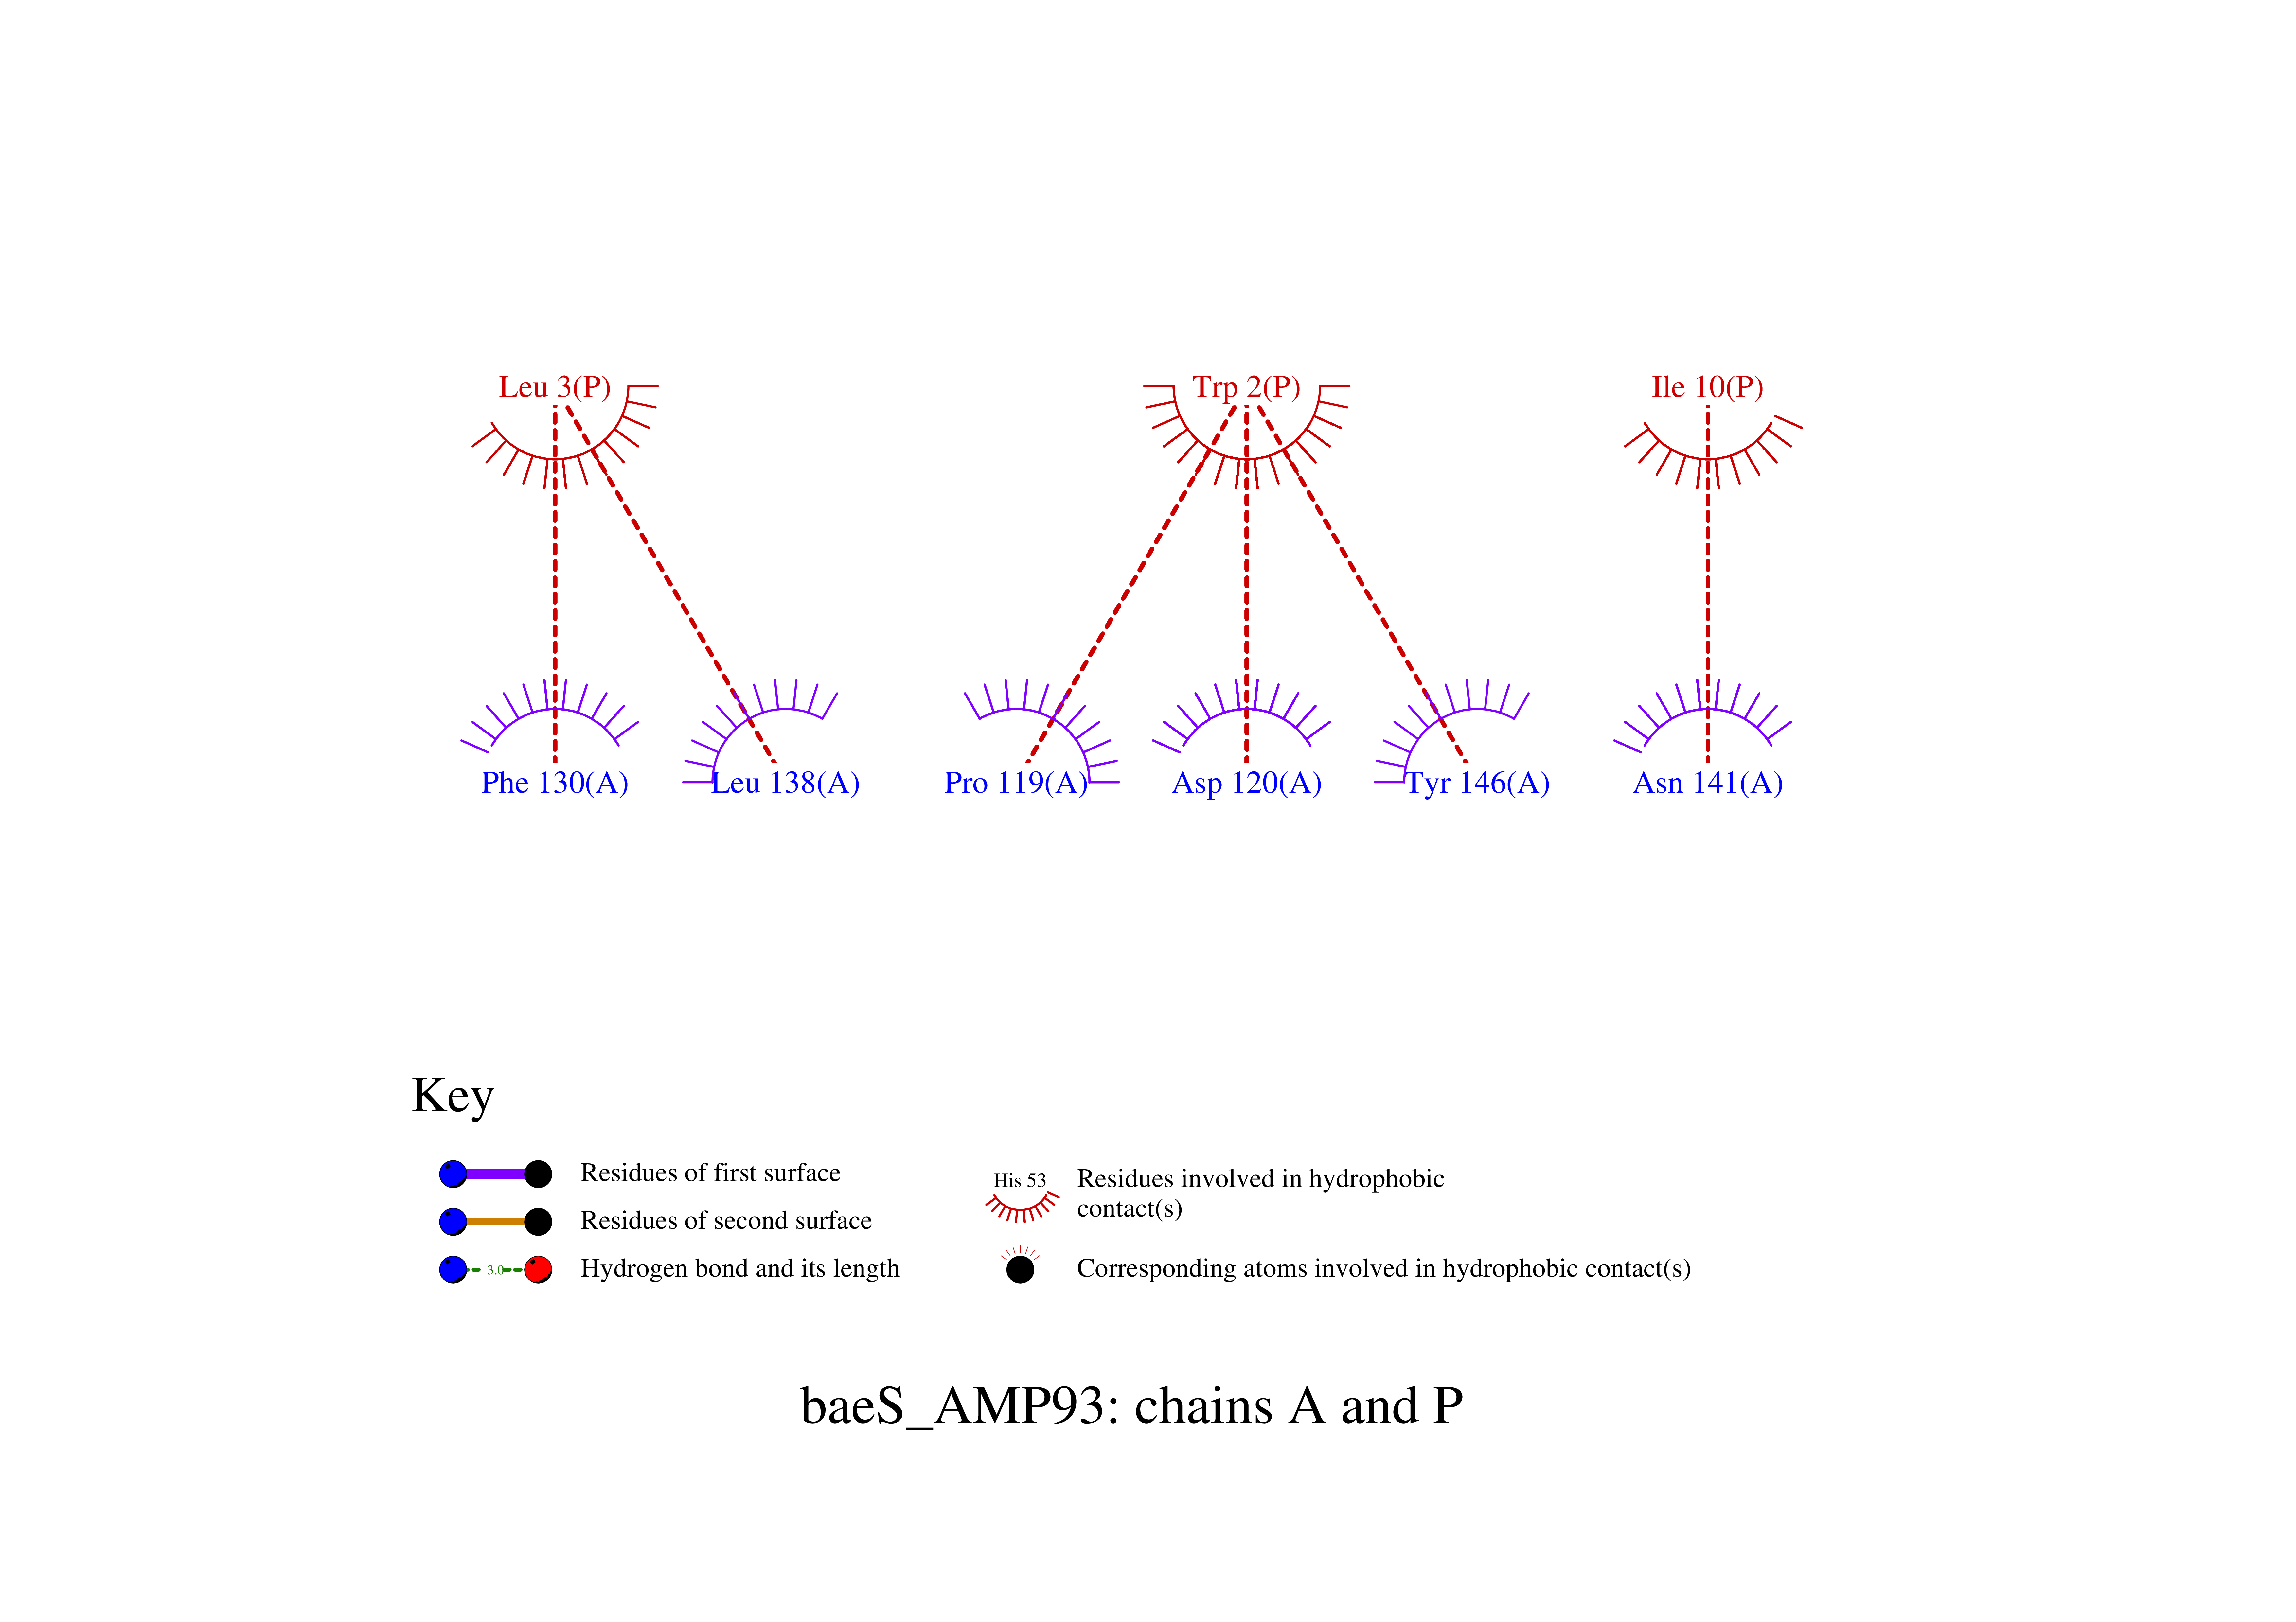 Leu 3(P) Trp 2(P) Ile 10(P)
Phe 130(A) Leu 138(A) Pro 119(A) Asp 120(A) Tyr 146(A) Asn 141(A)
Key
Residues of first surface
Residues of second surface
3.0 Hydrogen bond and its length
His 53 Residues involved in hydrophobic
contact(s)
Corresponding atoms involved in hydrophobic contact(s)
baeS_AMP93: chains A and P